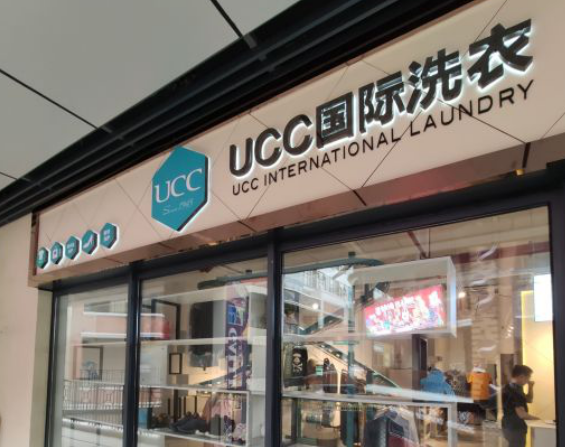 UCC国际洗衣
UCC INTERNATIONAL LAUNDRY
UCC